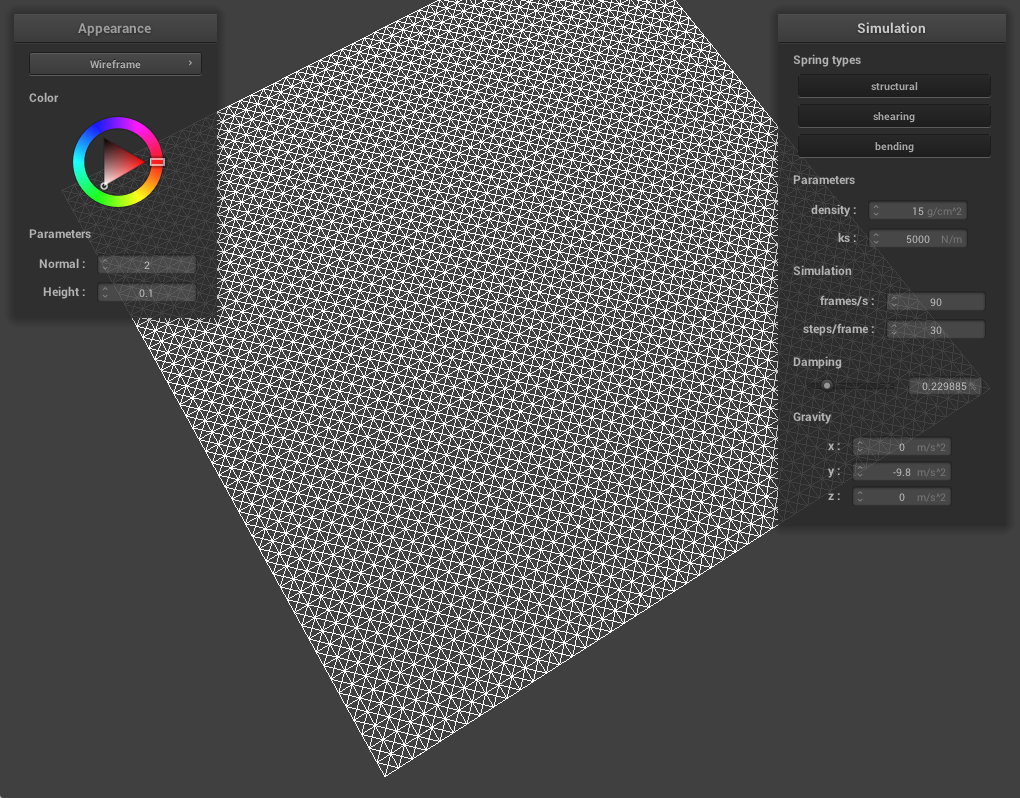 Appearance
Wireframe
Color
Parameters
Normal : 2
Height : 0.1
Simulation
Spring types
structural
shearing
bending
Parameters
density : 15 g/cm^2
ks : 5000 N/m
Simulation
frames/s : 90
steps/frame : 30
Damping
0.229885 %
Gravity
x : 0 m/s^2
y : -9.8 m/s^2
z : 0 m/s^2